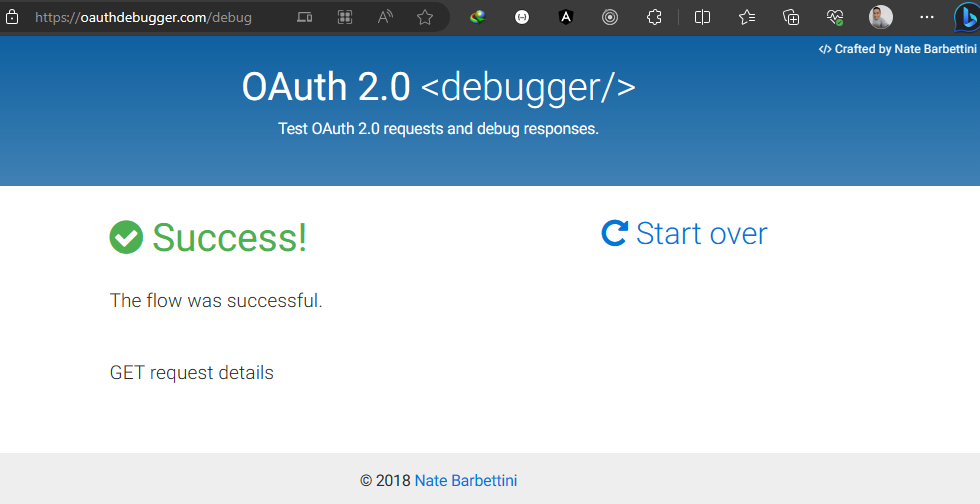 https://oauthdebugger.com/debug
</> Crafted by Nate Barbettini
OAuth 2.0 <debugger/>
Test OAuth 2.0 requests and debug responses.
Success!
Start over
The flow was successful.
GET request details
© 2018 Nate Barbettini